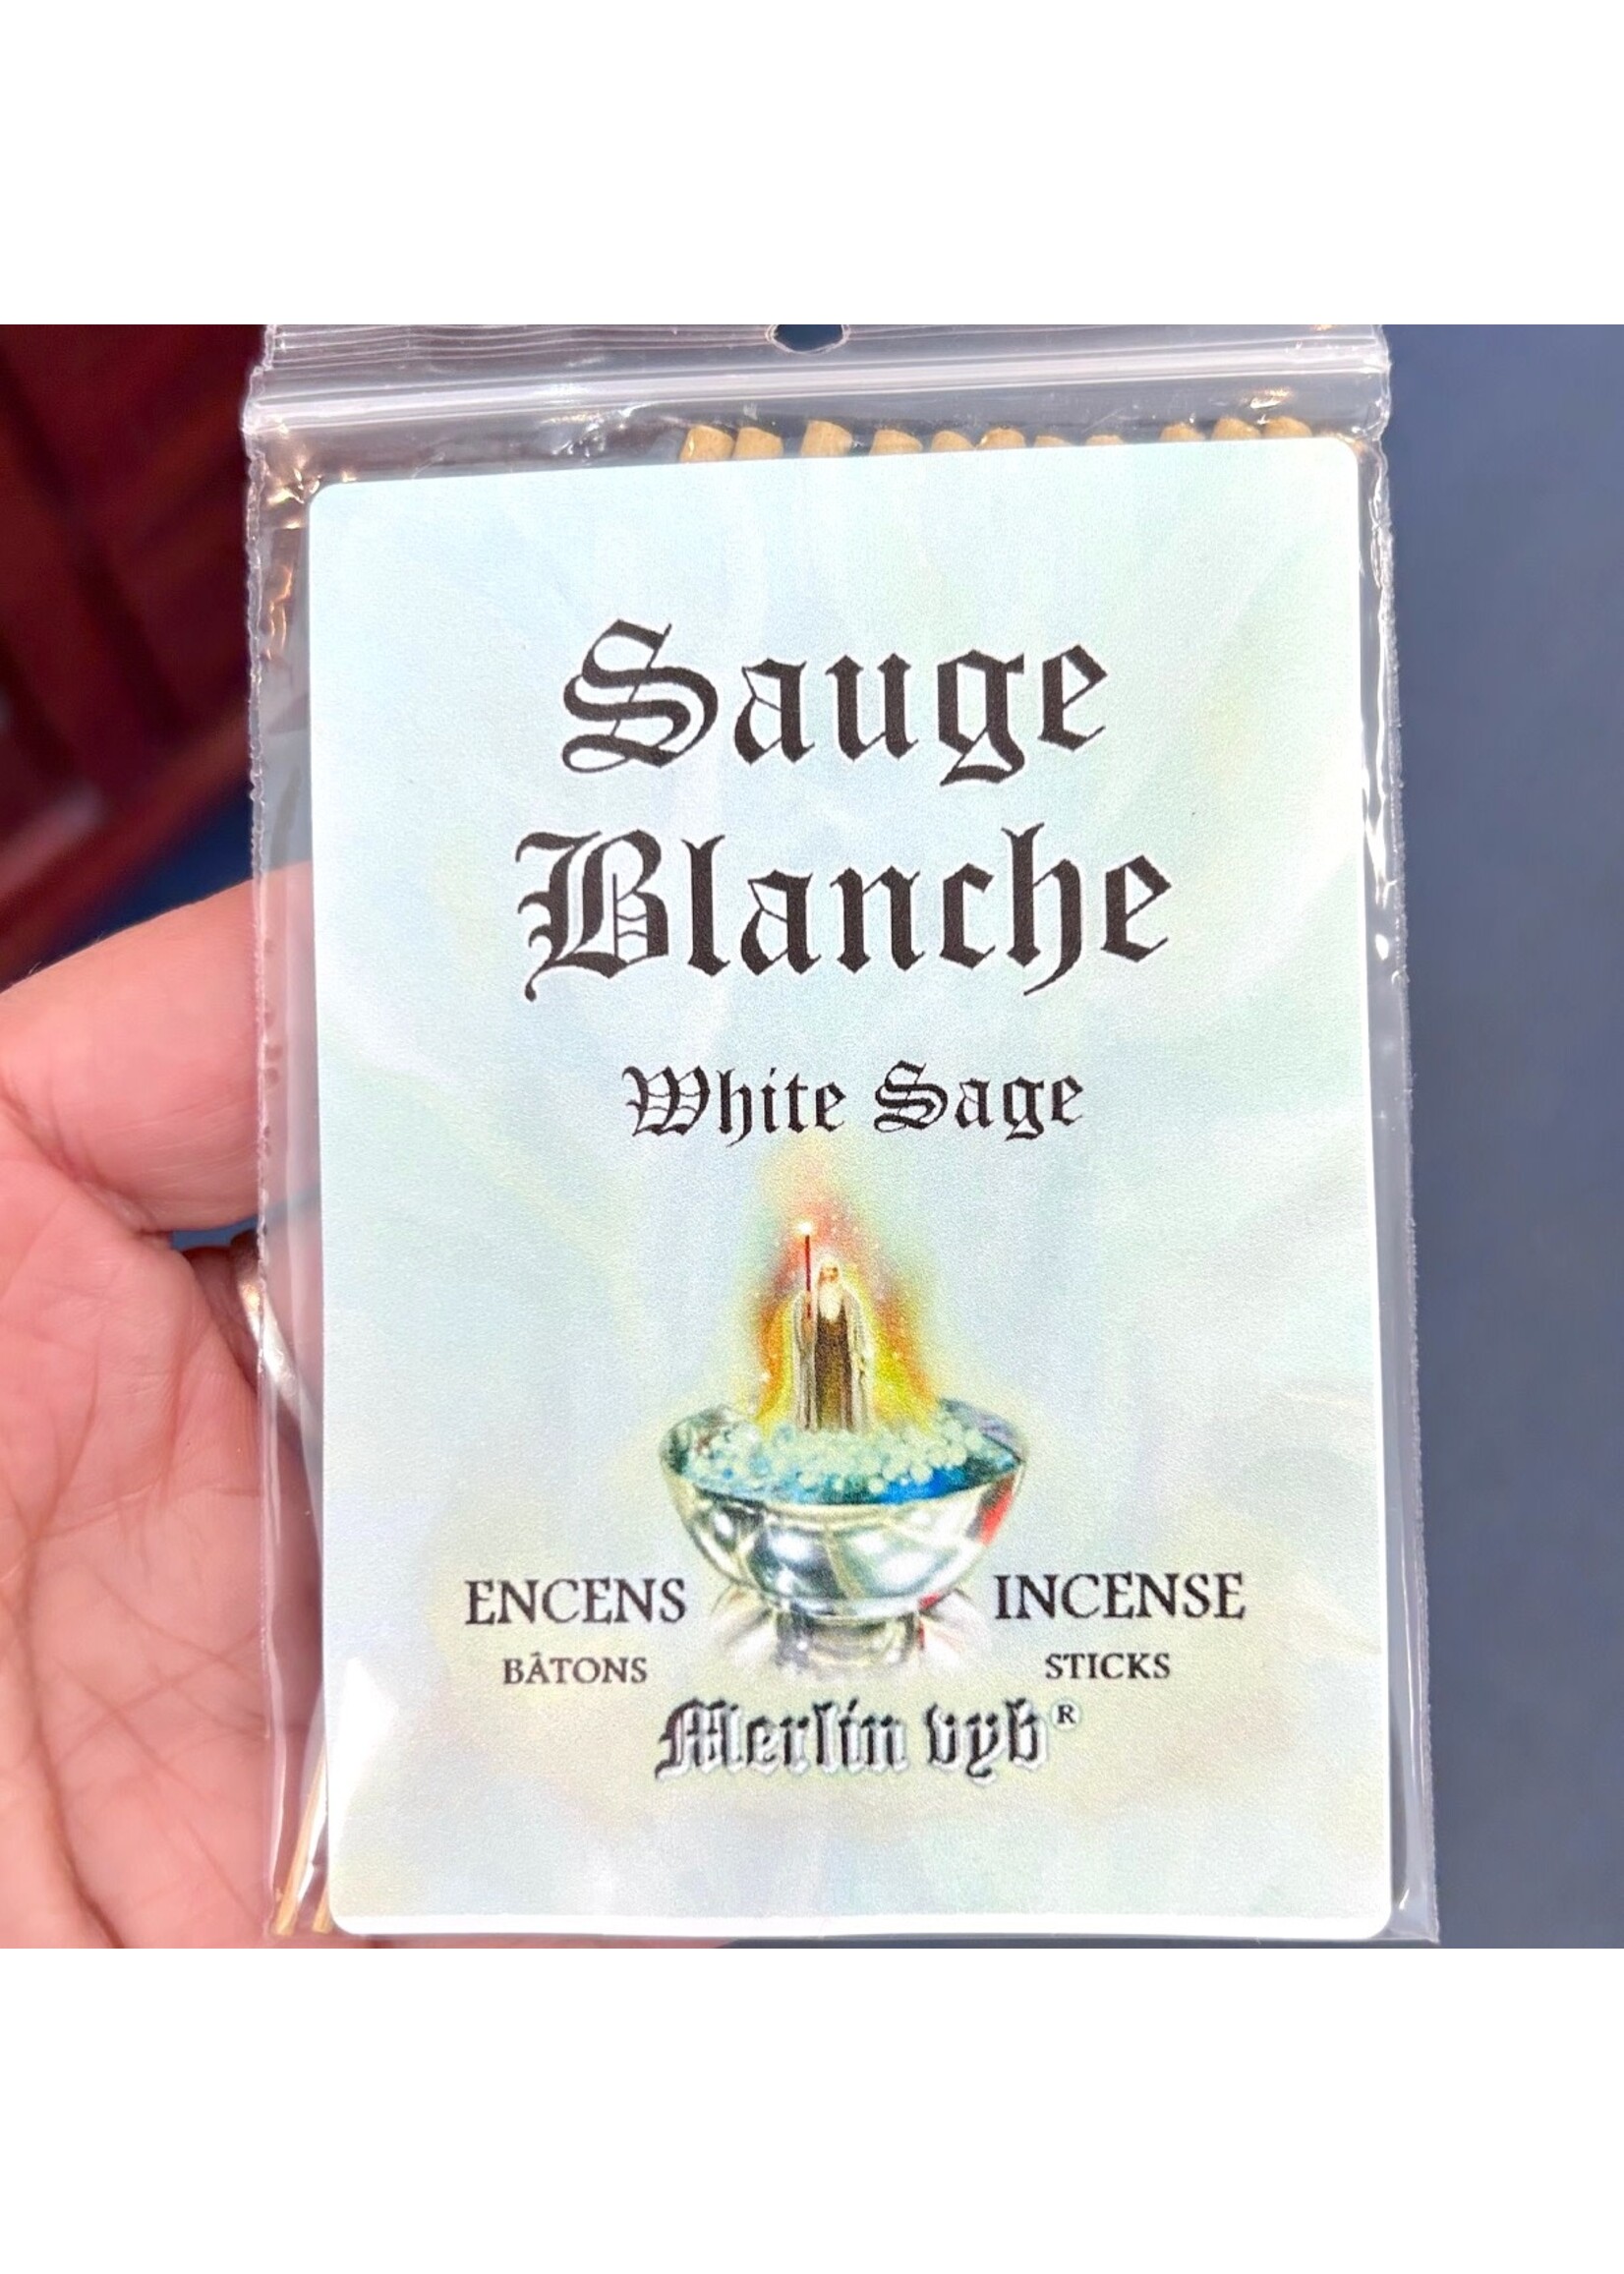 Sauge
Blanche
White Sage
ENCENS INCENSE
BÂTONS STICKS
Merlin vyb®